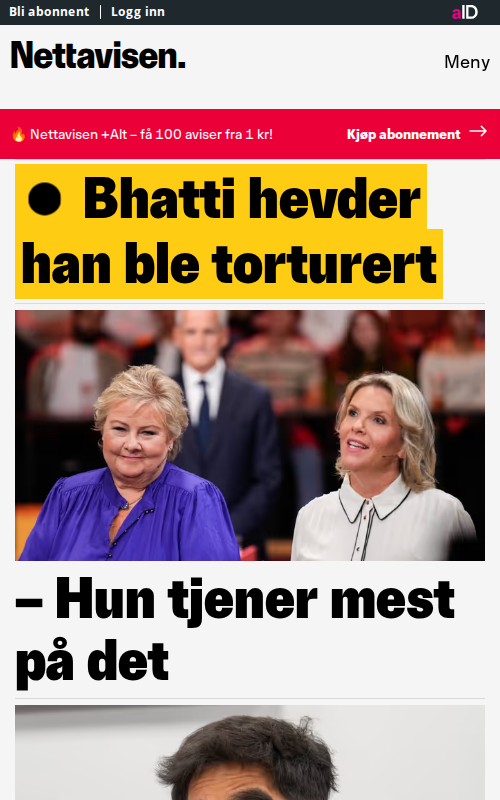 Bli abonnent | Logg inn
aID
Nettavisen.
Meny
🔥 Nettavisen +Alt – få 100 aviser fra 1 kr!
Kjøp abonnement →
● Bhatti hevder
han ble torturert
– Hun tjener mest
på det